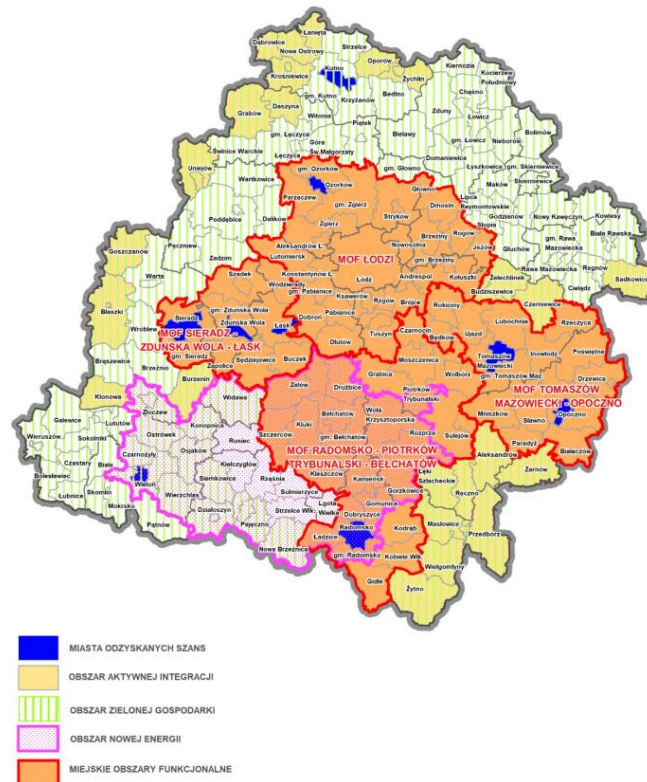 Łanięta
Dąbrowice
Nowe Ostrowy
Strzelce
Kutno
Oporów
Krośniewice
Żychlin
Kiernozia
Kocierzew
Południowy
gm. Kutno
Bedlno
Chąśno
Daszyna
Krzyżanów
Zduny
Łowicz
Grabów
Witonia
Piątek
gm. Łęczyca
Bielawy
gm. Łowicz
Nieborów
Bolimów
Góra
Św.Małgorzaty
Świnice Warckie
Łęczyca
Domaniewice
Łyszkowice
gm. Skierniewice
Uniejów
gm. Ozorków
gm. Głowno
Maków
Skierniewice
Ozorków
Głowno
Lipce
Reymontowskie
Kowiesy
Wartkowice
Parzęczew
gm. Zgierz
Dmosin
Godzianów
Nowy Kawęczyn
Słupia
Biała Rawska
Poddębice
Dalików
Zgierz
Stryków
Rogów
gm. Rawa
Mazowiecka
Pęczniew
Brzeziny
Jeżów
Głuchów
Goszczanów
Aleksandrów Ł.
Nowosolna
Rawa Mazowiecka
Regnów
Zadzim
Lutomiersk
MOF ŁODZI
gm. Brzeziny
Żelechlinek
Cielądz
Sadkowice
Warta
Szadek
Konstantynów Ł.
Łódź
Andrespol
Koluszki
Budziszewice
Wodzierady
gm. Pabianice
Błaszki
gm. Zduńska Wola
Ksawerów
Rzgów
Brójce
Rokiciny
Czerniewice
Sieradz
Dobroń
Pabianice
Lubochnia
Rzeczyca
Wróblew
Zduńska Wola
Łask
Tuszyn
Czarnocin
Ujazd
MOF SIERADZ -
ZDUŃSKA WOLA - ŁASK
Dłutów
Będków
Tomaszów
Mazowiecki
Inowłódz
Poświętne
Brąszewice
gm. Sieradz
Sędziejowice
Buczek
Moszczenica
gm. Tomaszów Maz.
Brzeźnio
Zapolice
Grabica
Wolbórz
MOF TOMASZÓW
MAZOWIECKI - OPOCZNO
Drzewica
Klonowa
Burzenin
Widawa
Zelów
Drużbice
Piotrków
Trybunalski
Opoczno
Złoczew
Mniszków
Sławno
Galewice
Lututów
Konopnica
Bełchatów
Wola
Krzysztoporska
Ostrówek
Kluki
Rozprza
Sulejów
Paradyż
Białaczów
Wieruszów
Sokolniki
Rusiec
Szczerców
gm. Bełchatów
Czarnożyły
Osjaków
MOF RADOMSKO - PIOTRKÓW
TRYBUNALSKI - BEŁCHATÓW
Aleksandrów
Żarnów
Czastary
Biała
Kiełczygłów
Kleszczów
Łęki
Szlacheckie
Bolesławiec
Wieluń
Siemkowice
Rząśnia
Kamieńsk
Gorzkowice
Ręczno
Skomlin
Wierzchlas
Sulmierzyce
Gomunice
Łubnice
Działoszyn
Lgota
Wielka
Dobryszyce
Masłowice
Mokrsko
Pajęczno
Strzelce Wlk.
Radomsko
Kodrąb
Przedbórz
Pątnów
Ładzice
Nowa Brzeźnica
gm. Radomsko
Kobiele Wlk.
Wielgomłyny
Gidle
Żytno
MIASTA ODZYSKANYCH SZANS
OBSZAR AKTYWNEJ INTEGRACJI
OBSZAR ZIELONEJ GOSPODARKI
OBSZAR NOWEJ ENERGII
MIEJSKIE OBSZARY FUNKCJONALNE